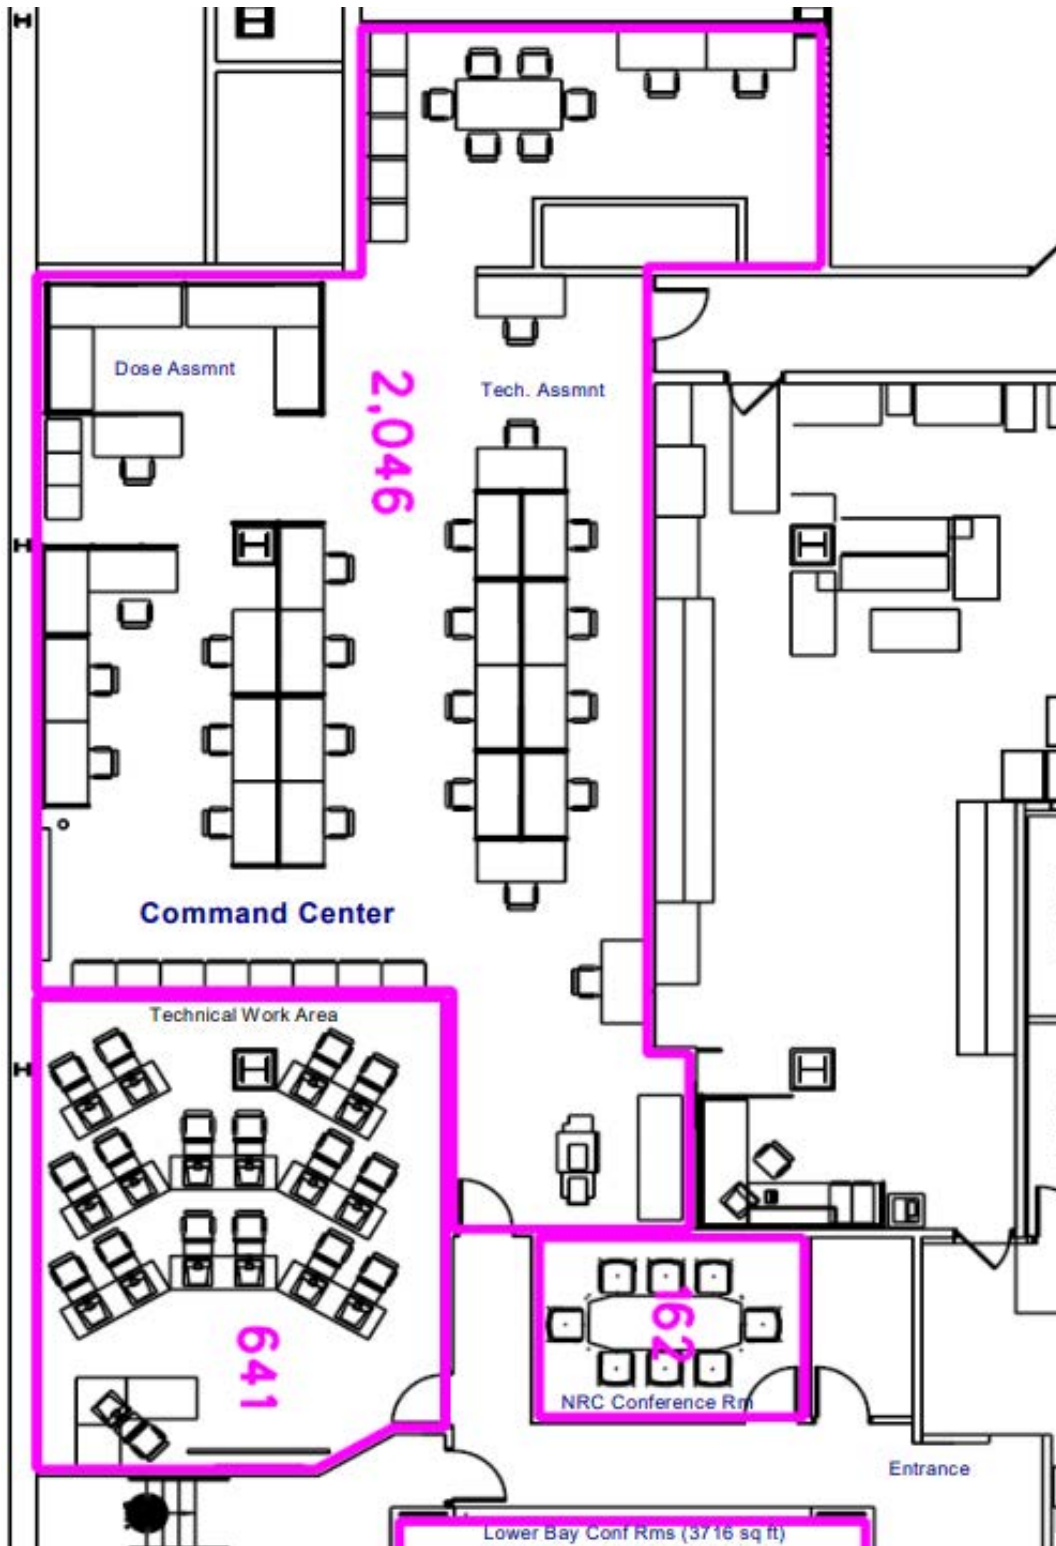 Dose Assmnt
2,046
Tech. Assmnt
Command Center
Technical Work Area
641
162
NRC Conference Rm
Entrance
Lower Bay Conf Rms (3716 sq ft)